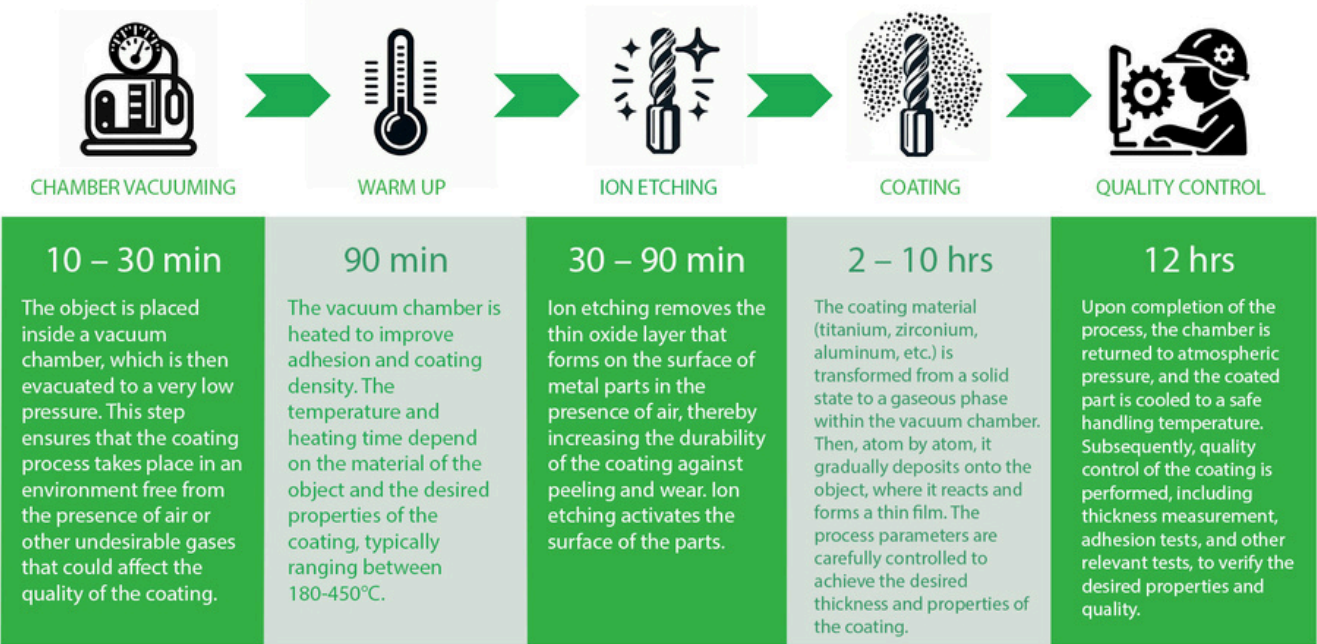 CHAMBER VACUUMING
WARM UP
ION ETCHING
COATING
QUALITY CONTROL
10 – 30 min
The object is placed
inside a vacuum
chamber, which is then
evacuated to a very low
pressure. This step
ensures that the coating
process takes place in an
environment free from
the presence of air or
other undesirable gases
that could affect the
quality of the coating.
90 min
The vacuum chamber is
heated to improve
adhesion and coating
density. The
temperature and
heating time depend
on the material of the
object and the desired
properties of the
coating, typically
ranging between
180-450°C.
30 – 90 min
Ion etching removes the
thin oxide layer that
forms on the surface of
metal parts in the
presence of air, thereby
increasing the durability
of the coating against
peeling and wear. Ion
etching activates the
surface of the parts.
2 – 10 hrs
The coating material
(titanium, zirconium,
aluminum, etc.) is
transformed from a solid
state to a gaseous phase
within the vacuum chamber.
Then, atom by atom, it
gradually deposits onto the
object, where it reacts and
forms a thin film. The
process parameters are
carefully controlled to
achieve the desired
thickness and properties of
the coating.
12 hrs
Upon completion of the
process, the chamber is
returned to atmospheric
pressure, and the coated
part is cooled to a safe
handling temperature.
Subsequently, quality
control of the coating is
performed, including
thickness measurement,
adhesion tests, and other
relevant tests, to verify the
desired properties and
quality.